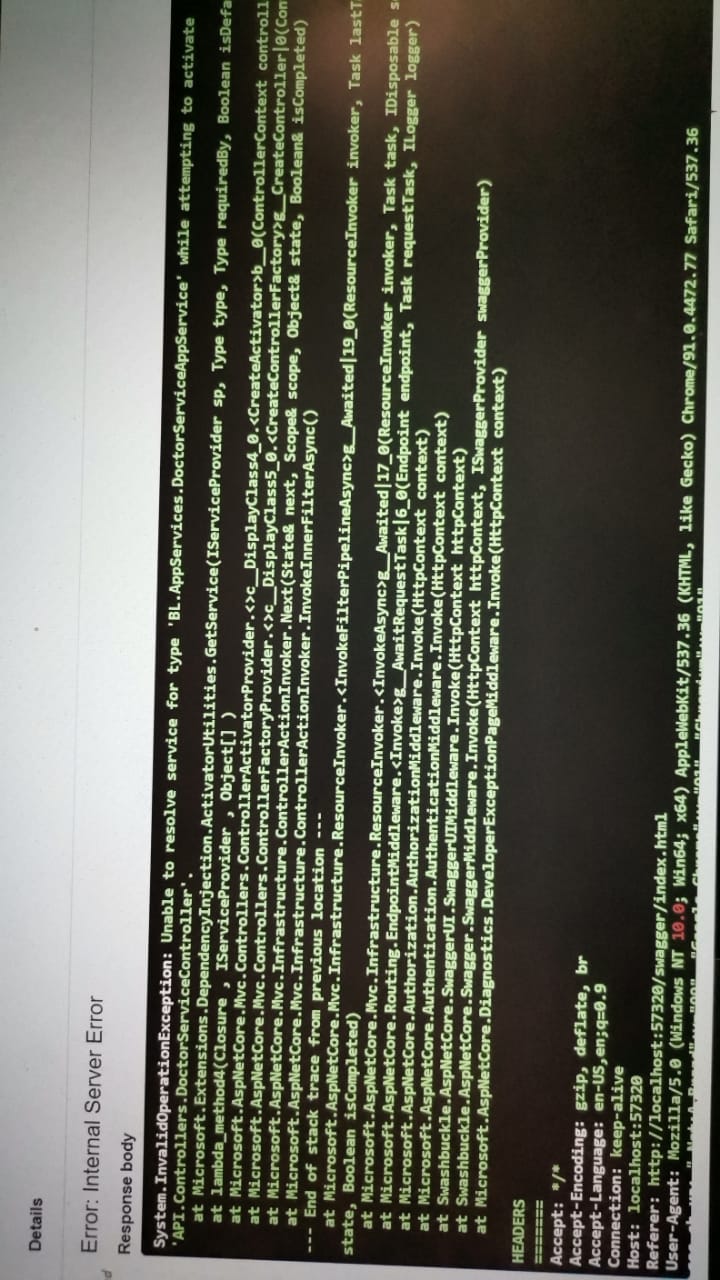 Details
Error: Internal Server Error
Response body
System.InvalidOperationException: Unable to resolve service for type 'BL.AppServices.DoctorServiceAppService' while attempting to activate
'API.Controllers.DoctorServiceController'.
at Microsoft.Extensions.DependencyInjection.ActivatorUtilities.GetService(IServiceProvider sp, Type type, Type requiredBy, Boolean isDefa
at lambda_method4(Closure , IServiceProvider , Object[] )
at Microsoft.AspNetCore.Mvc.Controllers.ControllerActivatorProvider.<>c__DisplayClass4_0.<CreateActivator>b__0(ControllerContext controll
at Microsoft.AspNetCore.Mvc.Controllers.ControllerFactoryProvider.<>c__DisplayClass5_0.<CreateControllerFactory>g__CreateController|0(Con
at Microsoft.AspNetCore.Mvc.Infrastructure.ControllerActionInvoker.Next(State& next, Scope& scope, Object& state, Boolean& isCompleted)
at Microsoft.AspNetCore.Mvc.Infrastructure.ControllerActionInvoker.InvokeInnerFilterAsync()
--- End of stack trace from previous location ---
at Microsoft.AspNetCore.Mvc.Infrastructure.ResourceInvoker.<InvokeFilterPipelineAsync>g__Awaited|19_0(ResourceInvoker invoker, Task lastT
state, Boolean isCompleted)
at Microsoft.AspNetCore.Mvc.Infrastructure.ResourceInvoker.<InvokeAsync>g__Awaited|17_0(ResourceInvoker invoker, Task task, IDisposable s
at Microsoft.AspNetCore.Routing.EndpointMiddleware.<Invoke>g__AwaitRequestTask|6_0(Endpoint endpoint, Task requestTask, ILogger logger)
at Microsoft.AspNetCore.Authorization.AuthorizationMiddleware.Invoke(HttpContext context)
at Microsoft.AspNetCore.Authentication.AuthenticationMiddleware.Invoke(HttpContext context)
at Swashbuckle.AspNetCore.SwaggerUI.SwaggerUIMiddleware.Invoke(HttpContext httpContext)
at Swashbuckle.AspNetCore.Swagger.SwaggerMiddleware.Invoke(HttpContext httpContext, ISwaggerProvider swaggerProvider)
at Microsoft.AspNetCore.Diagnostics.DeveloperExceptionPageMiddleware.Invoke(HttpContext context)
HEADERS
=======
Accept: */*
Accept-Encoding: gzip, deflate, br
Accept-Language: en-US,en;q=0.9
Connection: keep-alive
Host: localhost:57320
Referer: http://localhost:57320/swagger/index.html
User-Agent: Mozilla/5.0 (Windows NT 10.0; Win64; x64) AppleWebKit/537.36 (KHTML, like Gecko) Chrome/91.0.4472.77 Safari/537.36